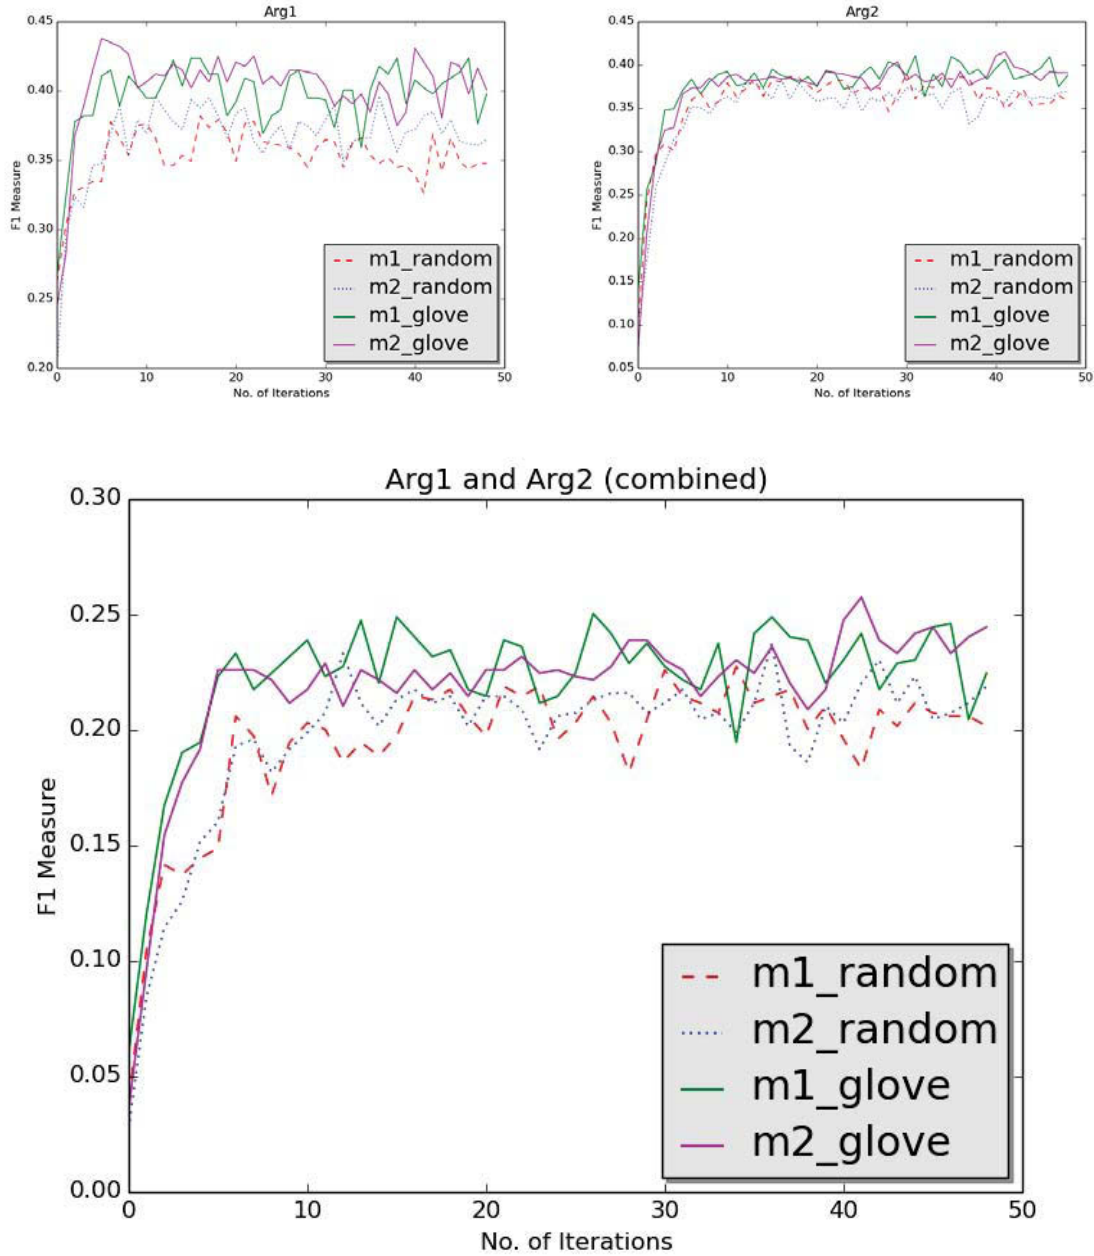 Arg1
0.45
0.40
0.35
0.30
0.25
0.20
F1 Measure
0 10 20 30 40 50
No. of Iterations
m1_random
m2_random
m1_glove
m2_glove
Arg2
0.45
0.40
0.35
0.30
0.25
0.20
0.15
0.10
0.05
F1 Measure
0 10 20 30 40 50
No. of Iterations
m1_random
m2_random
m1_glove
m2_glove
Arg1 and Arg2 (combined)
0.30
0.25
0.20
0.15
0.10
0.05
0.00
F1 Measure
0 10 20 30 40 50
No. of Iterations
m1_random
m2_random
m1_glove
m2_glove